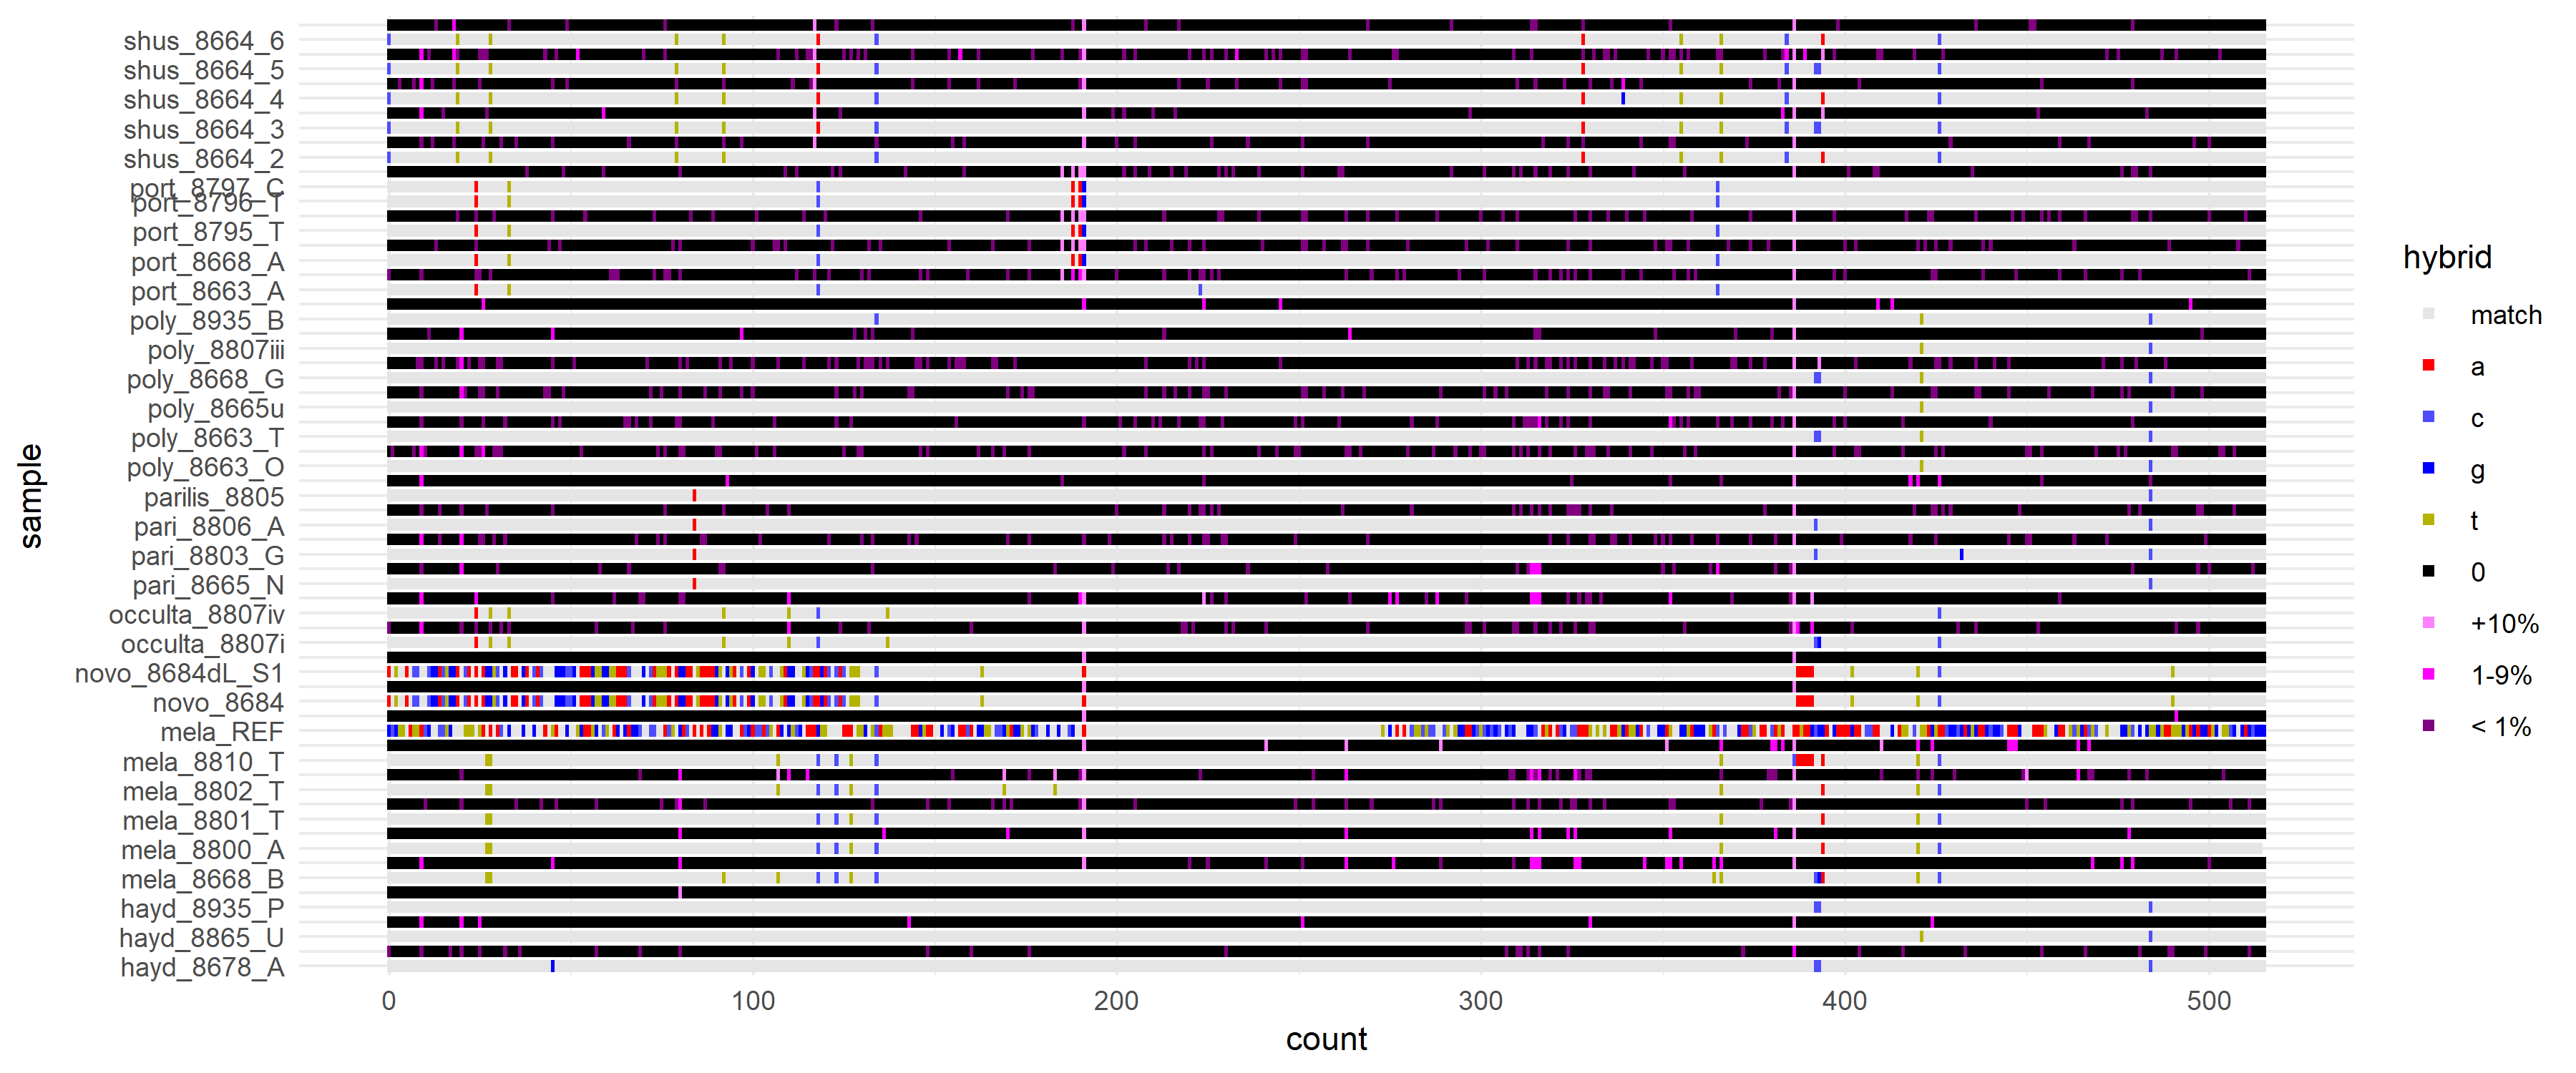 sample
shus_8664_6
shus_8664_5
shus_8664_4
shus_8664_3
shus_8664_2
port_8797_C
port_8796_T
port_8795_T
port_8668_A
port_8663_A
poly_8935_B
poly_8807iii
poly_8668_G
poly_8665u
poly_8663_T
poly_8663_O
parilis_8805
pari_8806_A
pari_8803_G
pari_8665_N
occulta_8807iv
occulta_8807i
novo_8684dL_S1
novo_8684
mela_REF
mela_8810_T
mela_8802_T
mela_8801_T
mela_8800_A
mela_8668_B
hayd_8935_P
hayd_8865_U
hayd_8678_A
0 100 200 300 400 500
count
hybrid
match
a
c
g
t
0
+10%
1-9%
< 1%